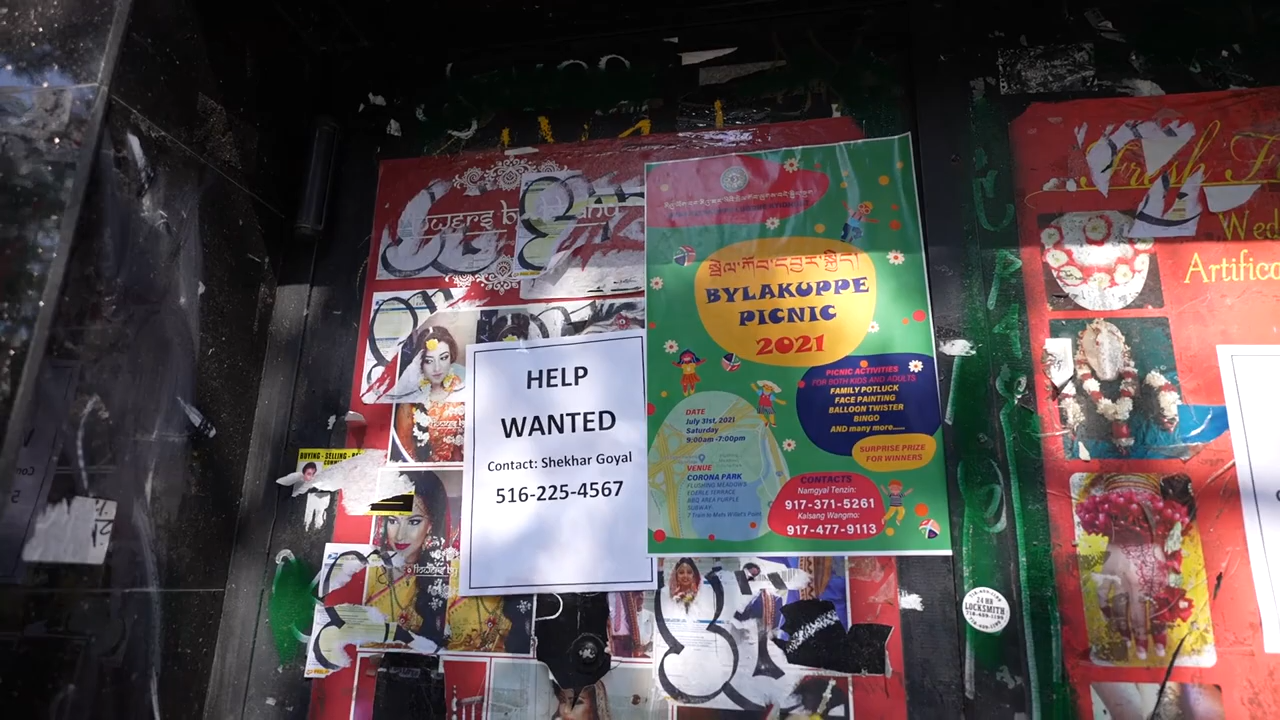 HELP
WANTED
Contact: Shekhar Goyal
516-225-4567
BYLAKUPPE
PICNIC
2021
PICNIC ACTIVITIES
FOR BOTH KIDS AND ADULTS
FAMILY POTLUCK
FACE PAINTING
BALLOON TWISTER
BINGO
AND many more.....
SURPRISE PRIZE
FOR WINNERS
DATE
July 31st, 2021
Saturday
9:00am -7:00pm
VENUE
CORONA PARK
FLUSHING MEADOWS
BBQ AREA PURPLE
SUBWAY:
7 Train to Mets Willet's Point
CONTACTS
Namgyal Tenzin:
917-371-5261
Kalsang Wangmo:
917-477-9113
BUYING - SELLING -
24 HR
LOCKSMITH
Fresh
Wed
Artific